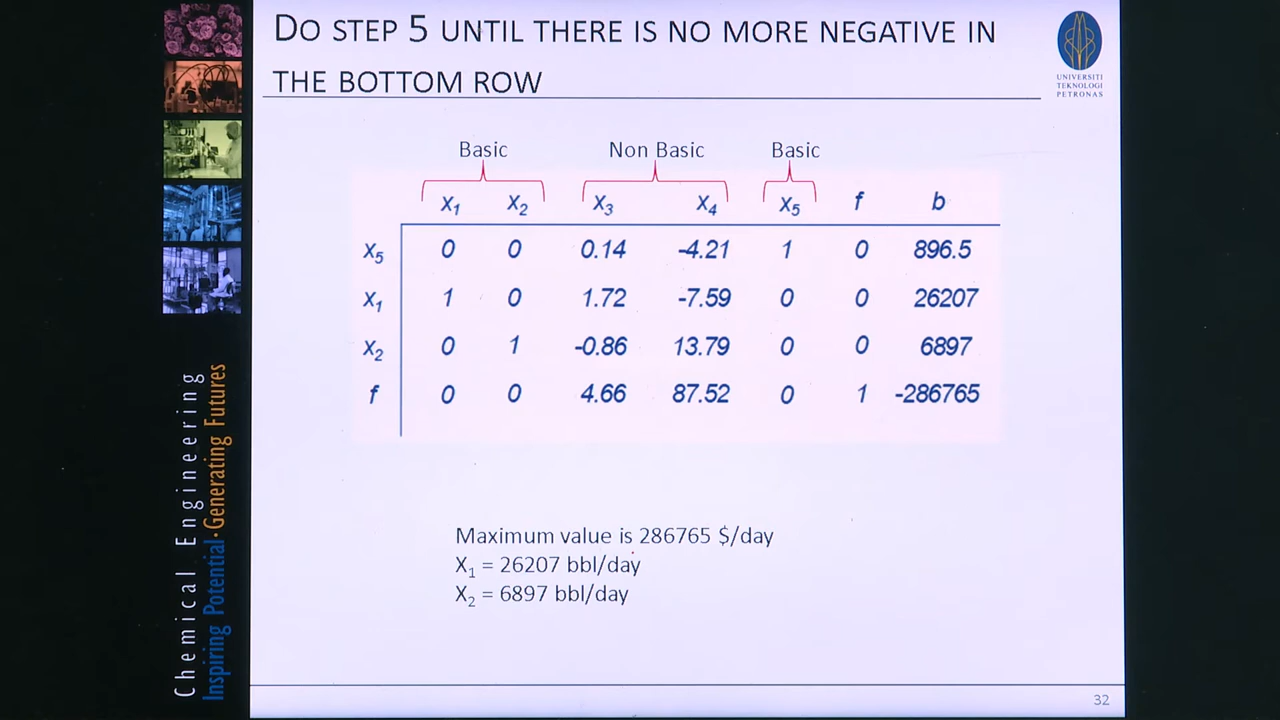 DO STEP 5 UNTIL THERE IS NO MORE NEGATIVE IN
THE BOTTOM ROW
UNIVERSITI
TEKNOLOGI
PETRONAS
Basic Non Basic Basic
X1 X2 X3 X4 X5 f b
X5 0 0 0.14 -4.21 1 0 896.5
X1 1 0 1.72 -7.59 0 0 26207
X2 0 1 -0.86 13.79 0 0 6897
f 0 0 4.66 87.52 0 1 -286765
Maximum value is 286765 $/day
X1 = 26207 bbl/day
X2 = 6897 bbl/day
Chemical Engineering
Inspiring Potential·Generating Futures
32